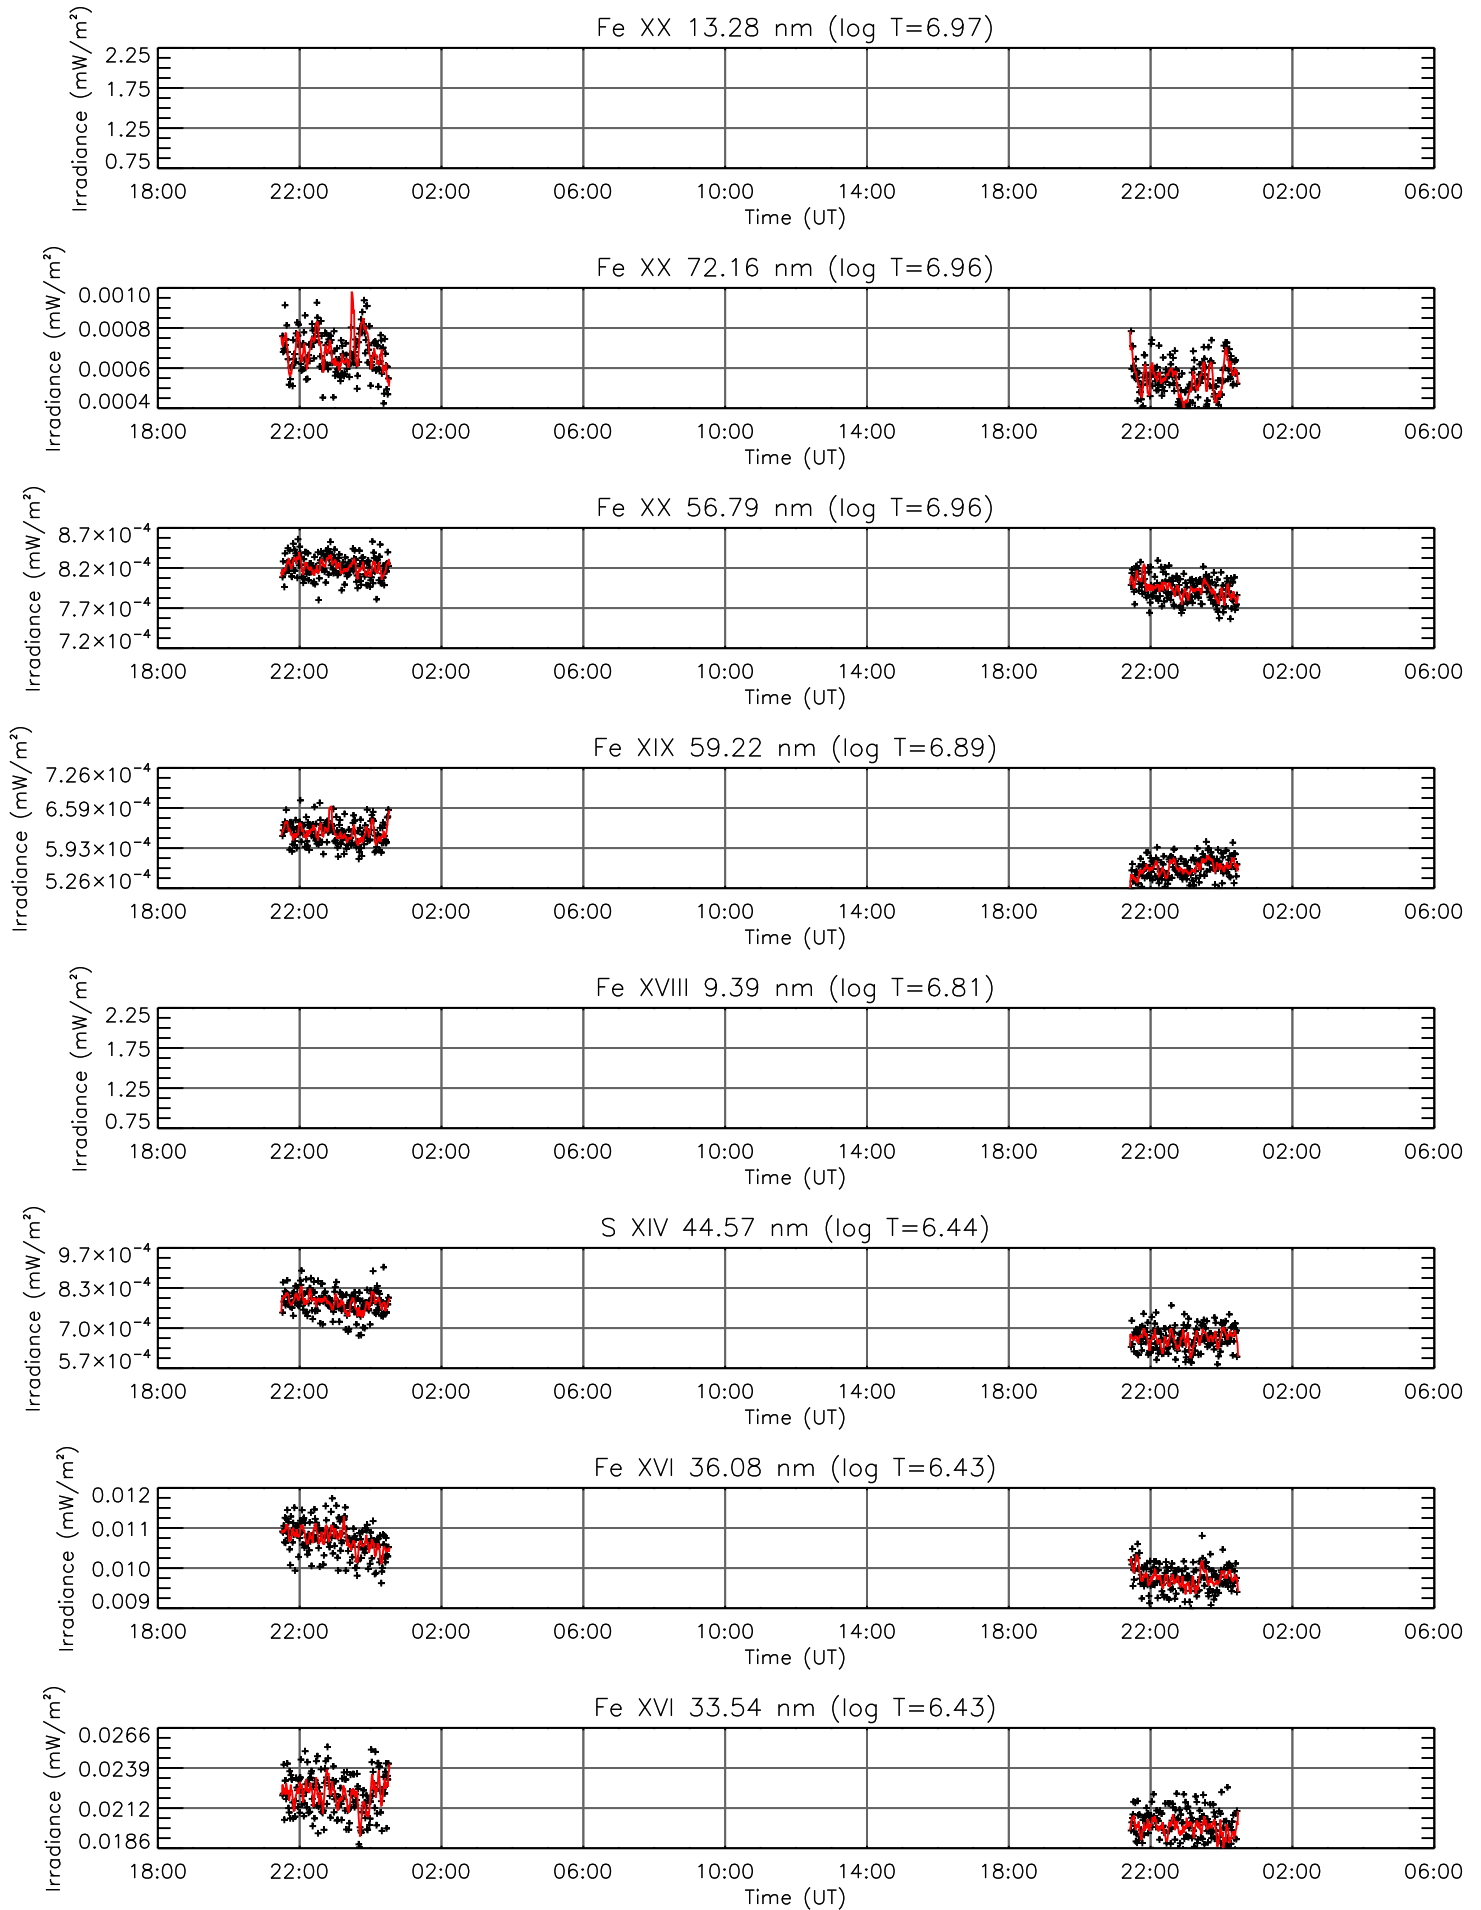 Fe XX 13.28 nm (log T=6.97)
Irradiance (mW/m²)
2.25
1.75
1.25
0.75
18:00 22:00 02:00 06:00 10:00 14:00 18:00 22:00 02:00 06:00
Time (UT)
Fe XX 72.16 nm (log T=6.96)
Irradiance (mW/m²)
0.0010
0.0008
0.0006
0.0004
18:00 22:00 02:00 06:00 10:00 14:00 18:00 22:00 02:00 06:00
Time (UT)
Fe XX 56.79 nm (log T=6.96)
Irradiance (mW/m²)
8.7×10⁻⁴
8.2×10⁻⁴
7.7×10⁻⁴
7.2×10⁻⁴
18:00 22:00 02:00 06:00 10:00 14:00 18:00 22:00 02:00 06:00
Time (UT)
Fe XIX 59.22 nm (log T=6.89)
Irradiance (mW/m²)
7.26×10⁻⁴
6.59×10⁻⁴
5.93×10⁻⁴
5.26×10⁻⁴
18:00 22:00 02:00 06:00 10:00 14:00 18:00 22:00 02:00 06:00
Time (UT)
Fe XVIII 9.39 nm (log T=6.81)
Irradiance (mW/m²)
2.25
1.75
1.25
0.75
18:00 22:00 02:00 06:00 10:00 14:00 18:00 22:00 02:00 06:00
Time (UT)
S XIV 44.57 nm (log T=6.44)
Irradiance (mW/m²)
9.7×10⁻⁴
8.3×10⁻⁴
7.0×10⁻⁴
5.7×10⁻⁴
18:00 22:00 02:00 06:00 10:00 14:00 18:00 22:00 02:00 06:00
Time (UT)
Fe XVI 36.08 nm (log T=6.43)
Irradiance (mW/m²)
0.012
0.011
0.010
0.009
18:00 22:00 02:00 06:00 10:00 14:00 18:00 22:00 02:00 06:00
Time (UT)
Fe XVI 33.54 nm (log T=6.43)
Irradiance (mW/m²)
0.0266
0.0239
0.0212
0.0186
18:00 22:00 02:00 06:00 10:00 14:00 18:00 22:00 02:00 06:00
Time (UT)